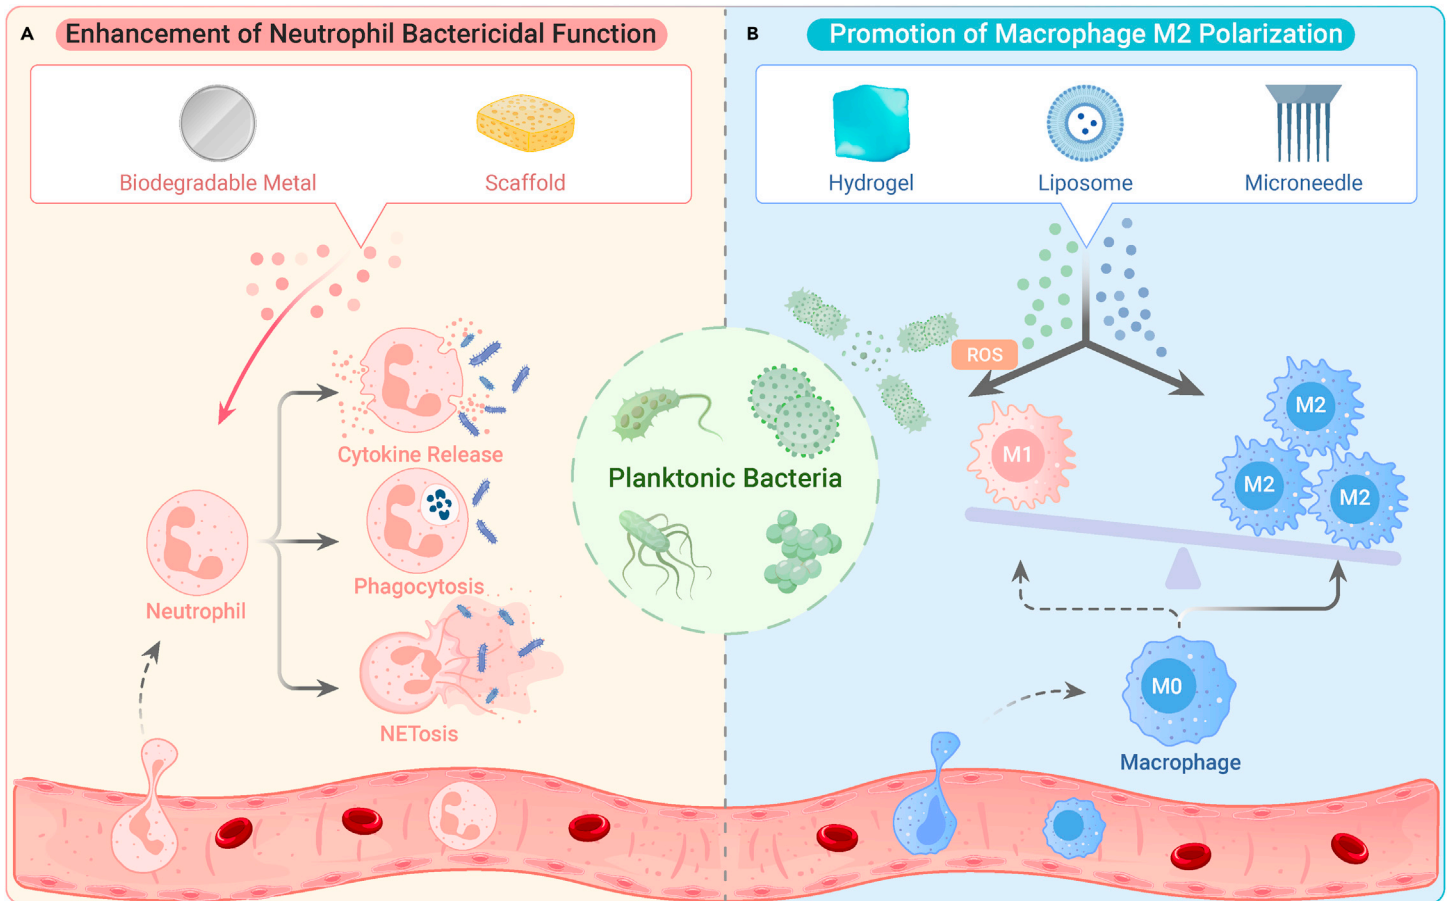 A
Enhancement of Neutrophil Bactericidal Function
Biodegradable Metal
Scaffold
Cytokine Release
Phagocytosis
Neutrophil
NETosis
Planktonic Bacteria
B
Promotion of Macrophage M2 Polarization
Hydrogel
Liposome
Microneedle
ROS
M1
M2
M2
M2
M0
Macrophage